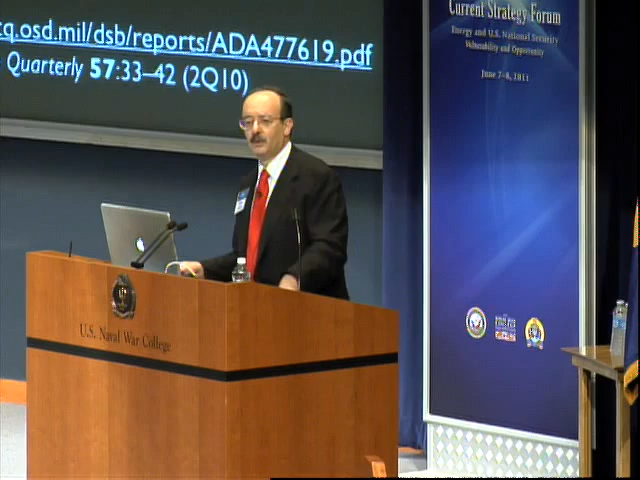 cq.osd.mil/dsb/reports/ADA477619.pdf
Quarterly 57:33–42 (2Q10)
Current Strategy Forum
Energy and U.S. National Security
Vulnerability and Opportunity
June 7-8, 2011
U.S. Naval War College